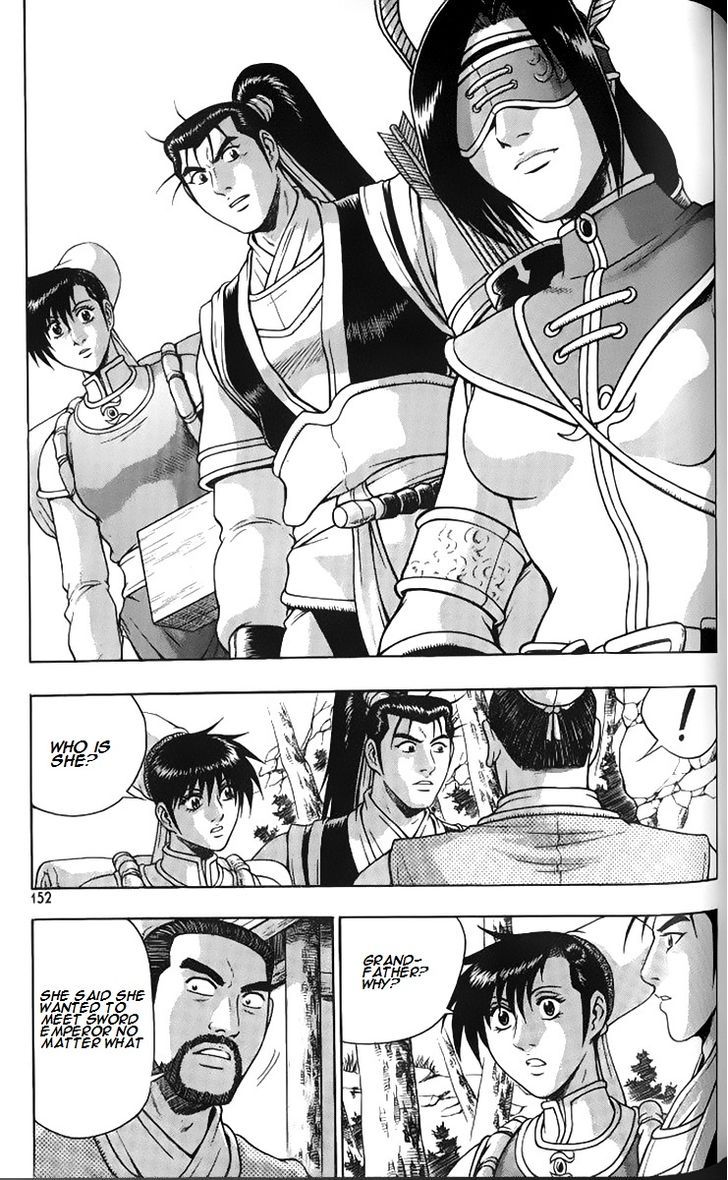 WHO IS
SHE?
!
152
SHE SAID SHE
WANTED TO
MEET SWORD
EMPEROR NO
MATTER WHAT
GRAND-
FATHER?
WHY?